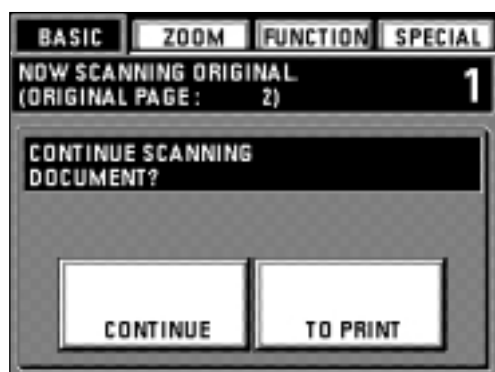 BASIC ZOOM FUNCTION SPECIAL
NOW SCANNING ORIGINAL
(ORIGINAL PAGE: 2) 1
CONTINUE SCANNING
DOCUMENT?
CONTINUE TO PRINT